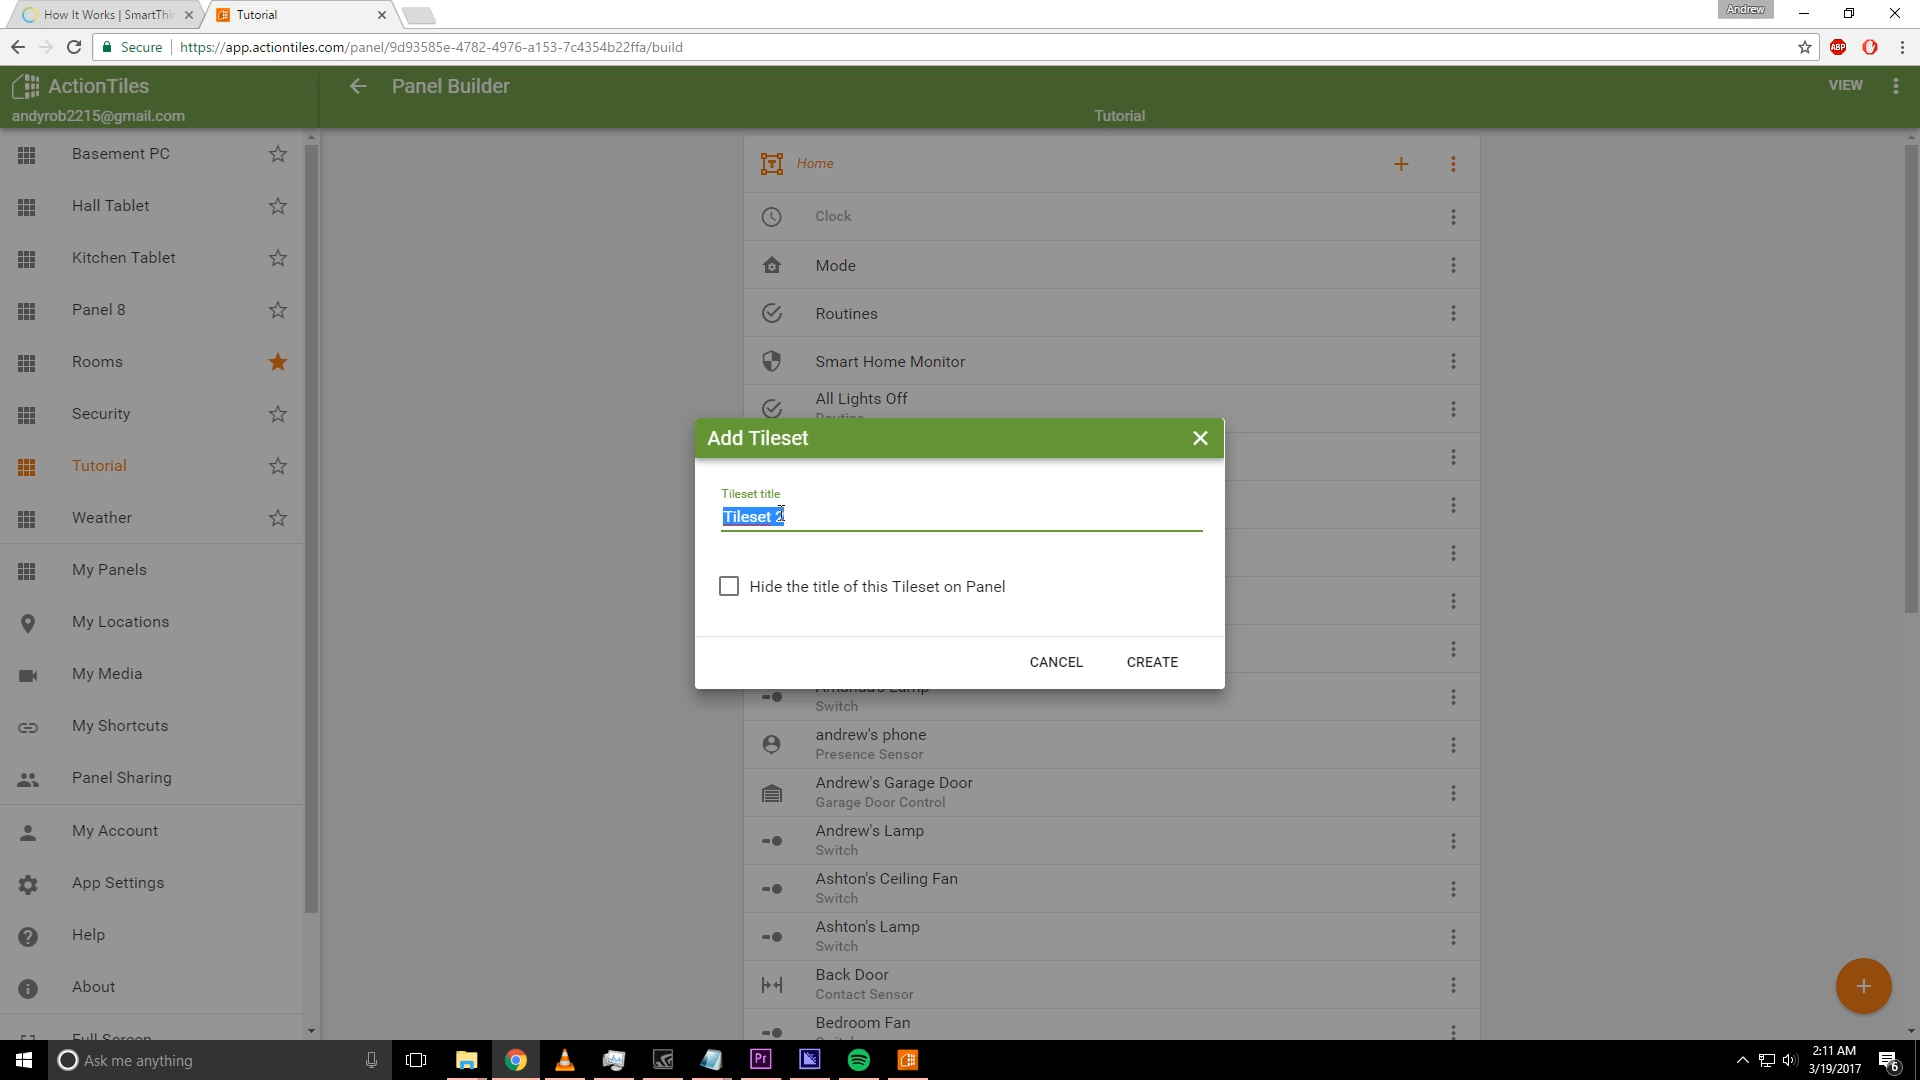 How It Works | SmartThin
Tutorial
Andrew
Secure
https://app.actiontiles.com/panel/9d93585e-4782-4976-a153-7c4354b22ffa/build
ABP
ActionTiles
andyrob2215@gmail.com
Panel Builder
VIEW
Tutorial
Basement PC
Hall Tablet
Kitchen Tablet
Panel 8
Rooms
Security
Tutorial
Weather
My Panels
My Locations
My Media
My Shortcuts
Panel Sharing
My Account
App Settings
Help
About
Full Screen
Home
Clock
Mode
Routines
Smart Home Monitor
All Lights Off
Routine
Add Tileset
Tileset title
Tileset 2
Hide the title of this Tileset on Panel
CANCEL
CREATE
Amanda's Lamp
Switch
andrew's phone
Presence Sensor
Andrew's Garage Door
Garage Door Control
Andrew's Lamp
Switch
Ashton's Ceiling Fan
Switch
Ashton's Lamp
Switch
Back Door
Contact Sensor
Bedroom Fan
Switch
Ask me anything
Pr
2:11 AM
3/19/2017
6